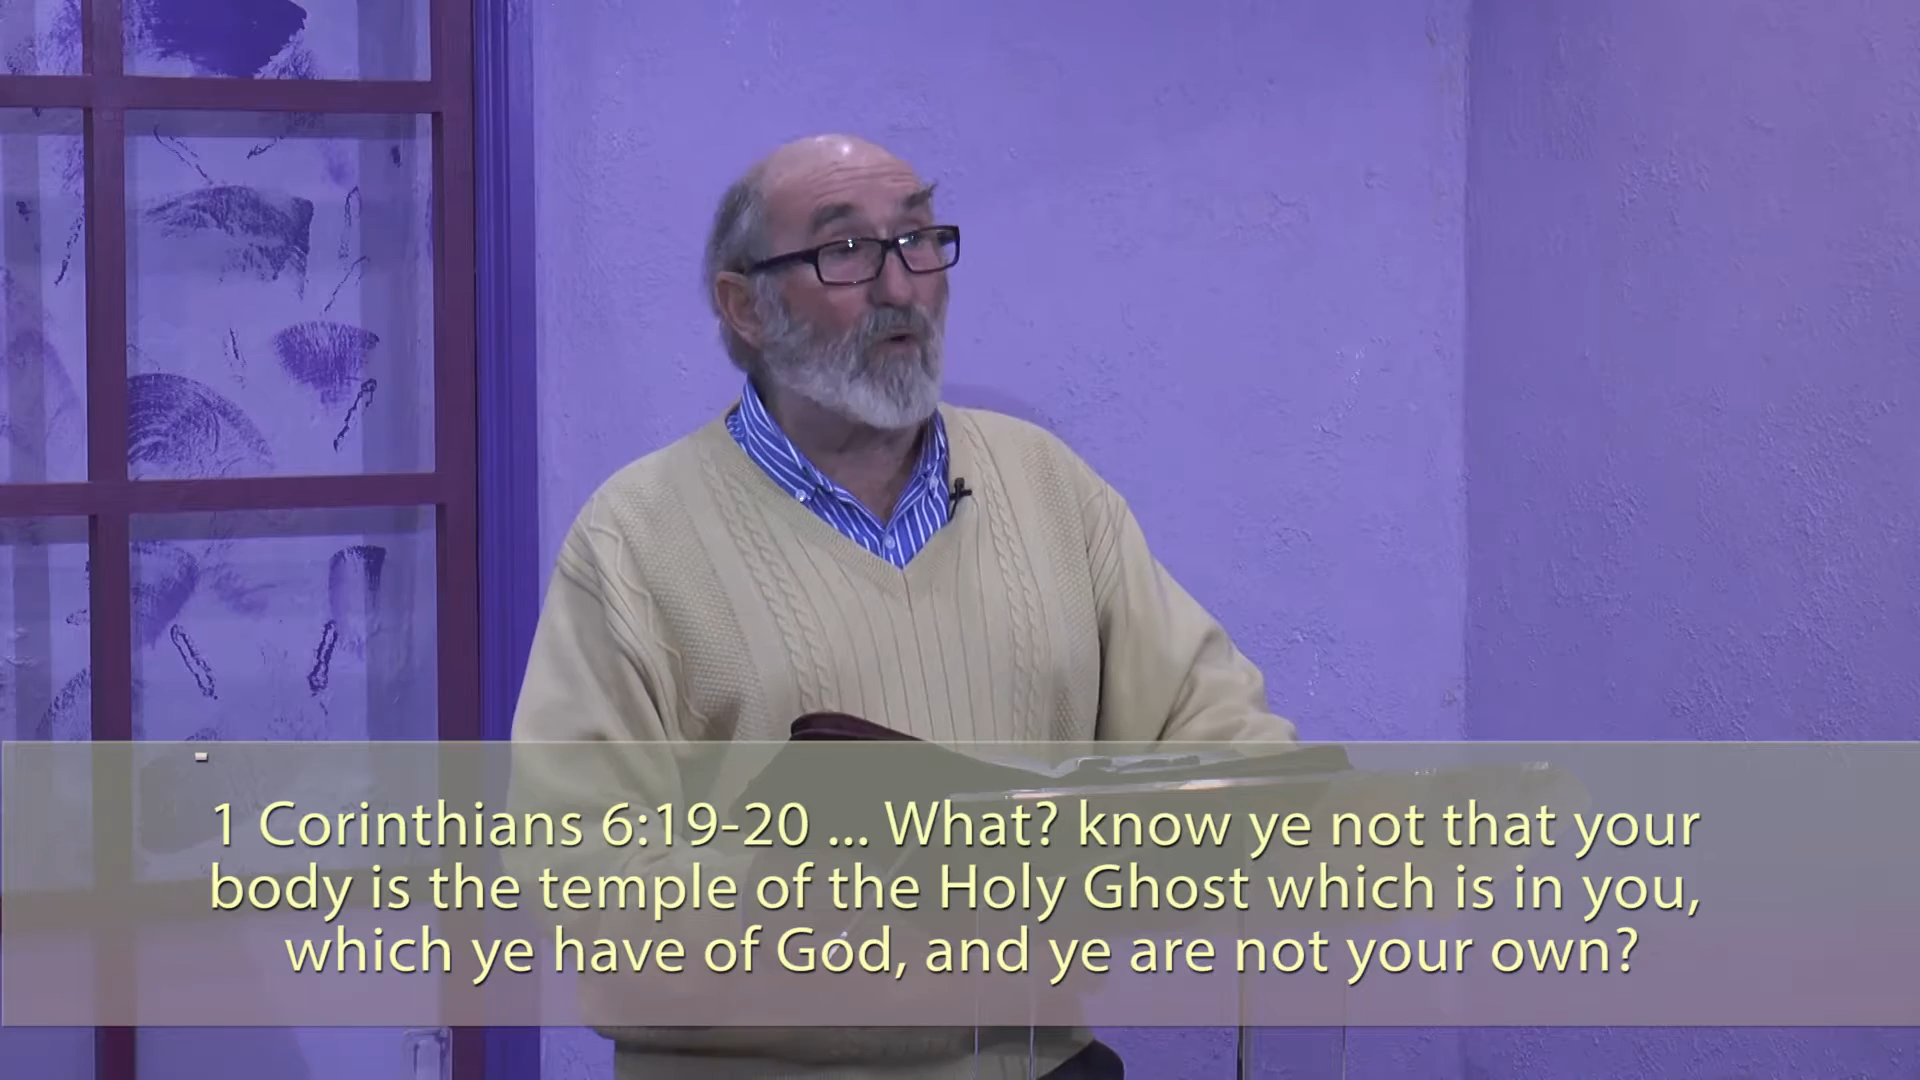 1 Corinthians 6:19-20 ... What? know ye not that your
body is the temple of the Holy Ghost which is in you,
which ye have of God, and ye are not your own?